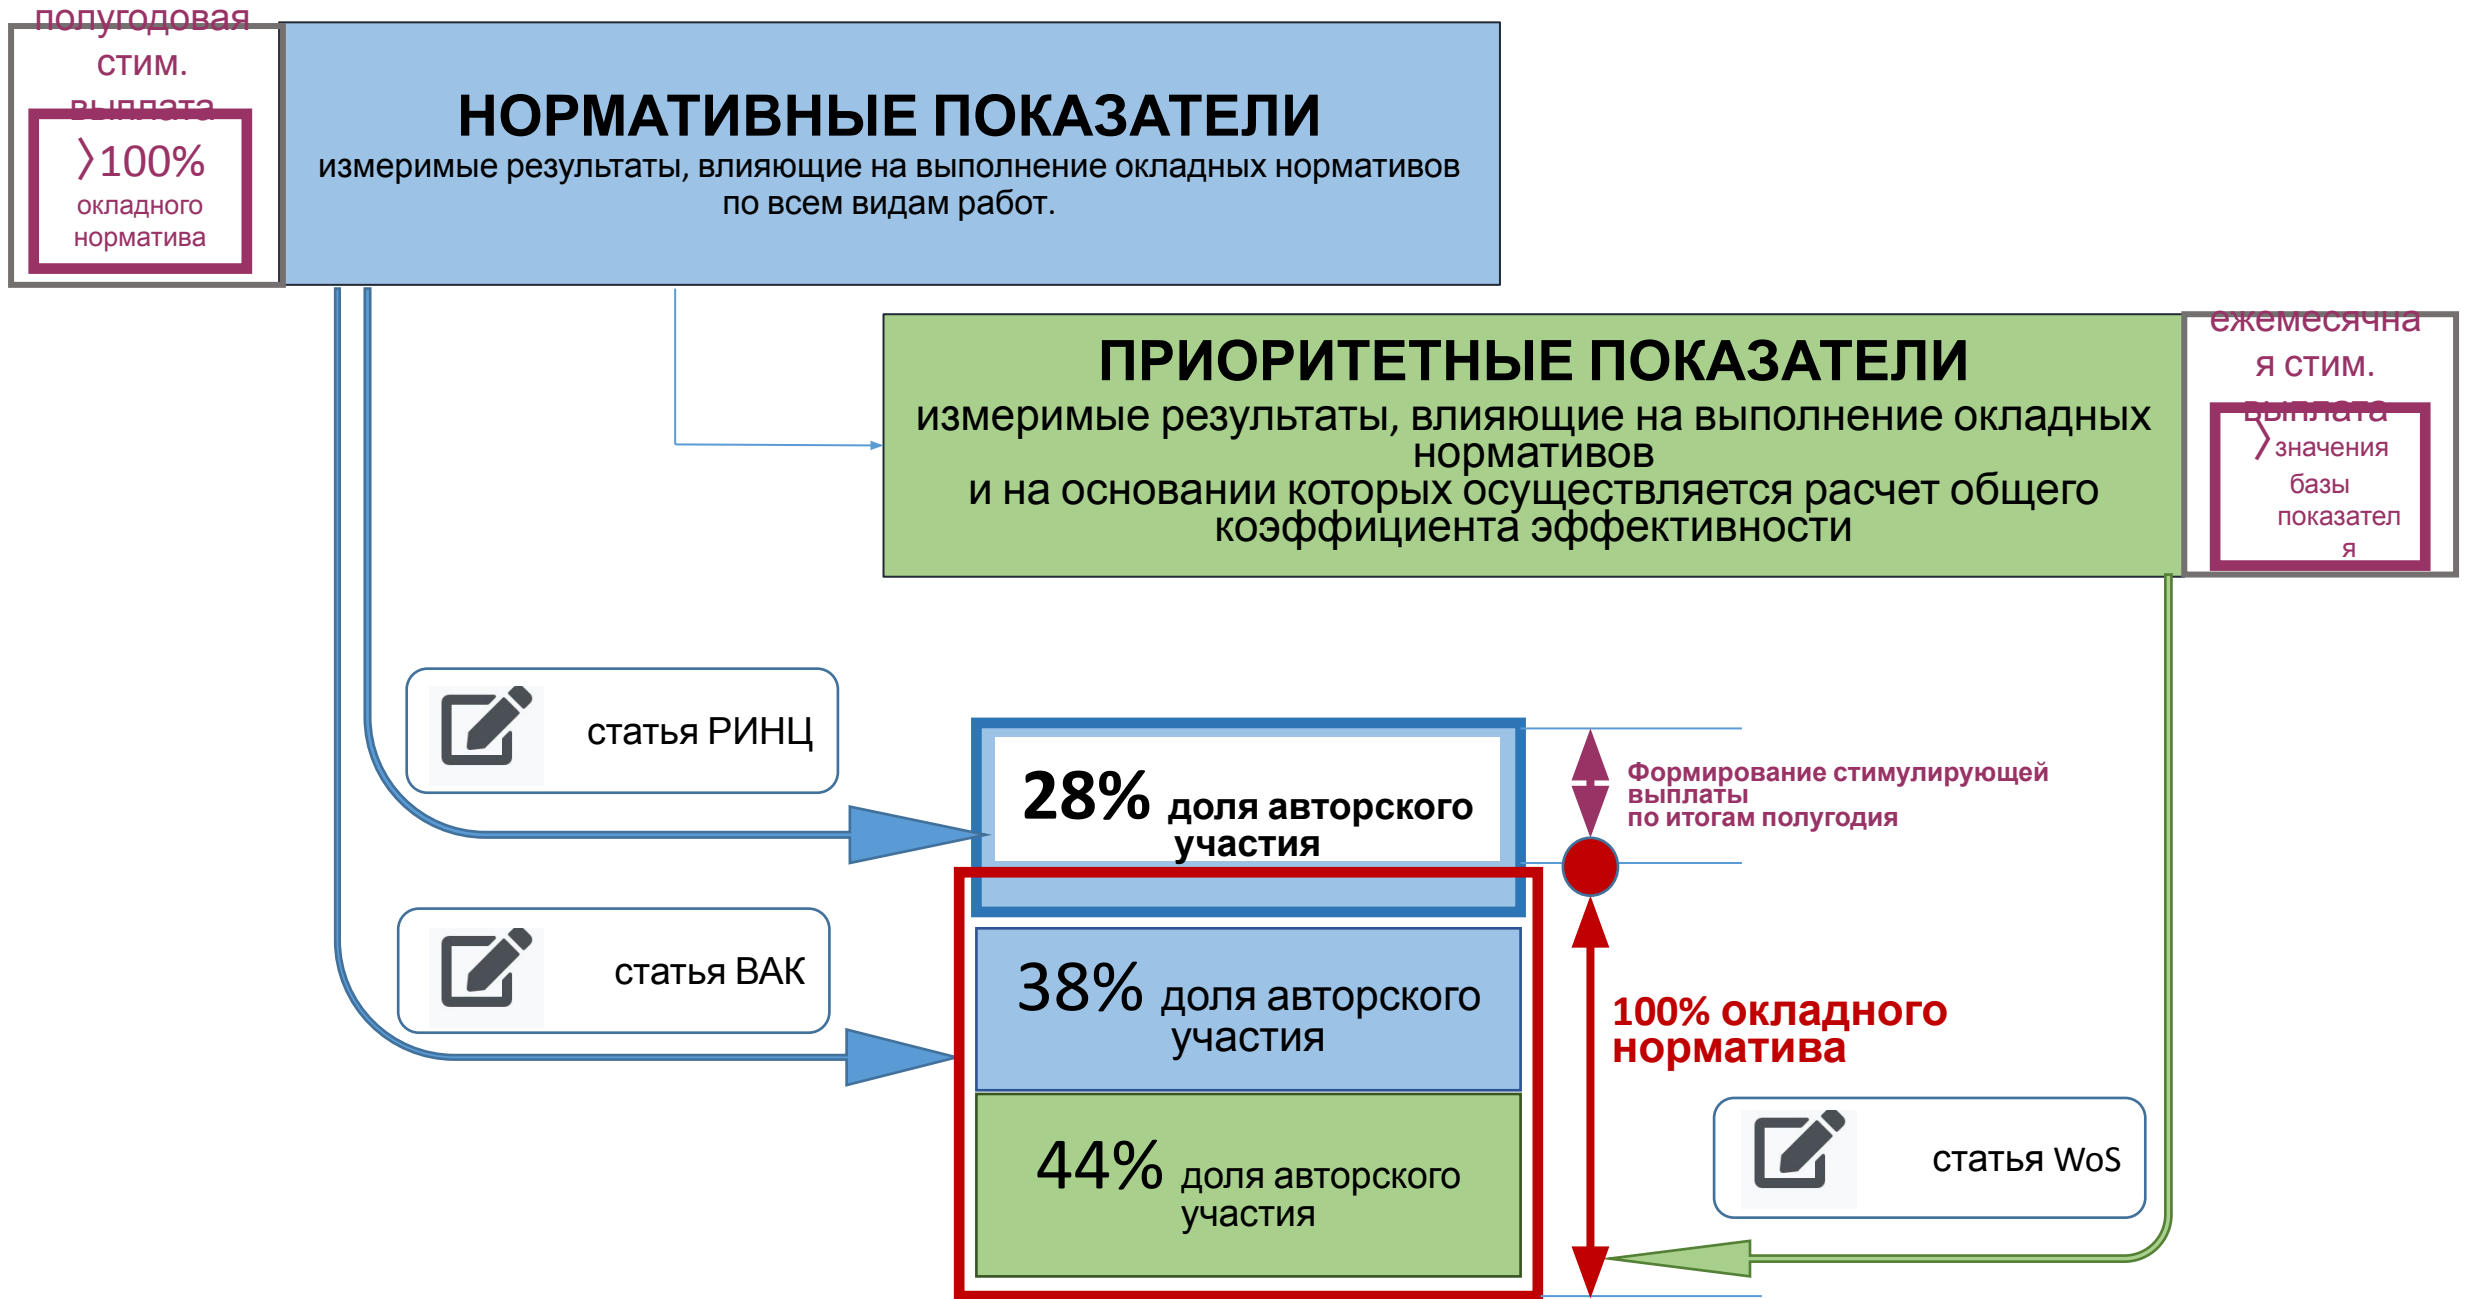 полугодовая
стим.
выплата
〉100%
окладного
норматива
НОРМАТИВНЫЕ ПОКАЗАТЕЛИ
измеримые результаты, влияющие на выполнение окладных нормативов
по всем видам работ.
ПРИОРИТЕТНЫЕ ПОКАЗАТЕЛИ
измеримые результаты, влияющие на выполнение окладных
нормативов
и на основании которых осуществляется расчет общего
коэффициента эффективности
ежемесячна
я стим.
выплата
〉значения
базы
показател
я
статья РИНЦ
28% доля авторского
участия
Формирование стимулирующей
выплаты
по итогам полугодия
статья ВАК
38% доля авторского
участия
100% окладного
норматива
44% доля авторского
участия
статья WoS